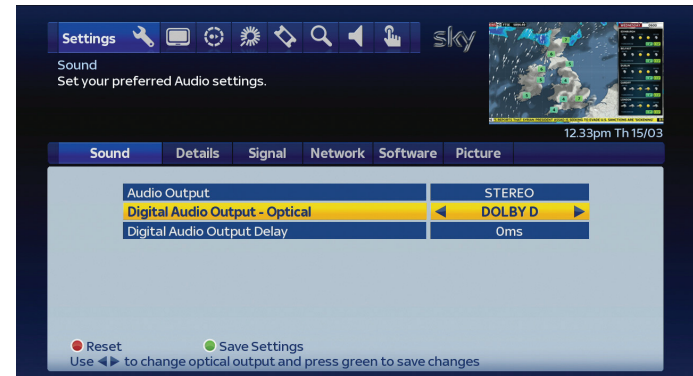 Settings
sky
Sound
Set your preferred Audio settings.
12.33pm Th 15/03
Sound Details Signal Network Software Picture
Audio Output STEREO
Digital Audio Output - Optical DOLBY D
Digital Audio Output Delay 0ms
Reset Save Settings
Use ◀▶ to change optical output and press green to save changes